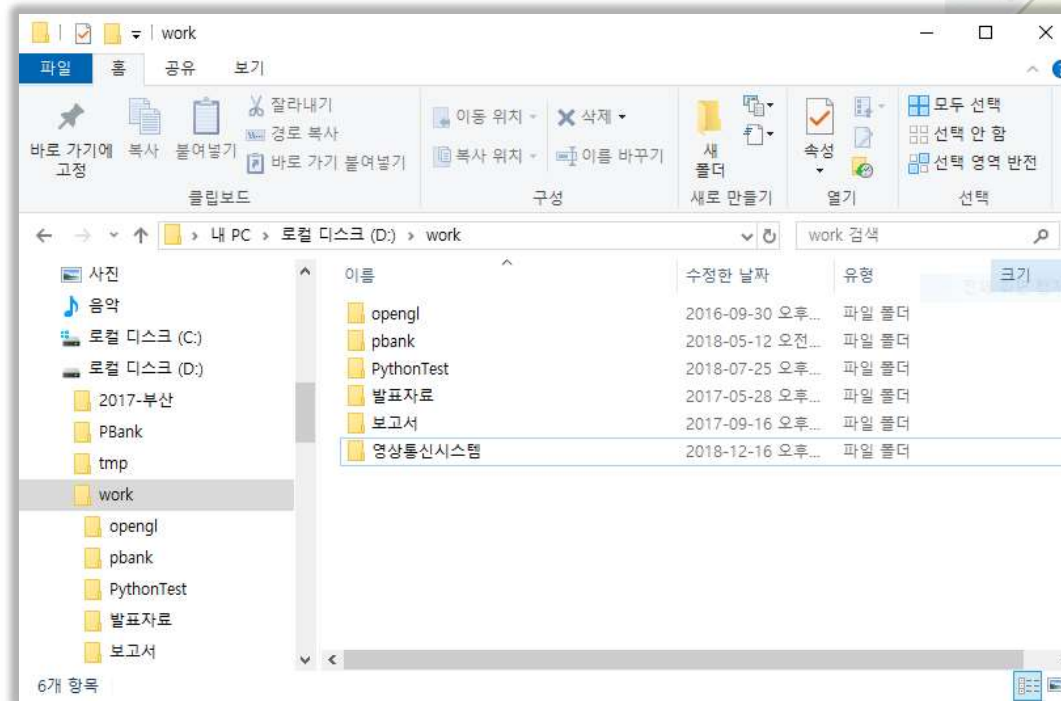 work
파일 홈 공유 보기
바로 가기에 고정
복사
붙여넣기
잘라내기
경로 복사
바로 가기 붙여넣기
클립보드
이동 위치
복사 위치
삭제
이름 바꾸기
구성
새 폴더
새로 만들기
속성
열기
모두 선택
선택 안 함
선택 영역 반전
선택
내 PC > 로컬 디스크 (D:) > work
work 검색
사진
음악
로컬 디스크 (C:)
로컬 디스크 (D:)
2017-부산
PBank
tmp
work
opengl
pbank
PythonTest
발표자료
보고서
이름 수정한 날짜 유형 크기
opengl 2016-09-30 오후... 파일 폴더
pbank 2018-05-12 오전... 파일 폴더
PythonTest 2018-07-25 오후... 파일 폴더
발표자료 2017-05-28 오후... 파일 폴더
보고서 2017-09-16 오후... 파일 폴더
영상통신시스템 2018-12-16 오후... 파일 폴더
6개 항목